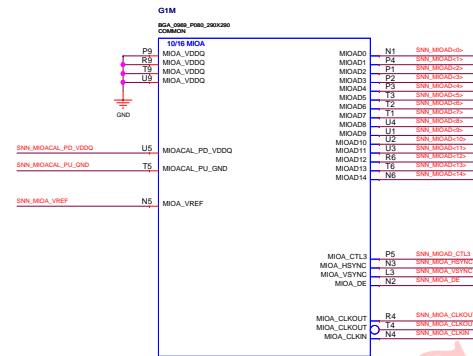 G1M
BGA_0969_P080_290X290
COMMON
10/16 MIOA
P9 MIOA_VDDQ
R9 MIOA_VDDQ
T9 MIOA_VDDQ
U9 MIOA_VDDQ
GND
SNN_MIOACAL_PD_VDDQ U5 MIOACAL_PD_VDDQ
SNN_MIOACAL_PU_GND T5 MIOACAL_PU_GND
SNN_MIOA_VREF N5 MIOA_VREF
MIOAD0 N1 SNN_MIOAD<0>
MIOAD1 P4 SNN_MIOAD<1>
MIOAD2 P1 SNN_MIOAD<2>
MIOAD3 P2 SNN_MIOAD<3>
MIOAD4 P3 SNN_MIOAD<4>
MIOAD5 T3 SNN_MIOAD<5>
MIOAD6 T2 SNN_MIOAD<6>
MIOAD7 T1 SNN_MIOAD<7>
MIOAD8 U4 SNN_MIOAD<8>
MIOAD9 U1 SNN_MIOAD<9>
MIOAD10 U2 SNN_MIOAD<10>
MIOAD11 U3 SNN_MIOAD<11>
MIOAD12 R6 SNN_MIOAD<12>
MIOAD13 T6 SNN_MIOAD<13>
MIOAD14 N6 SNN_MIOAD<14>
MIOA_CTL3 P5 SNN_MIOAD_CTL3
MIOA_HSYNC N3 SNN_MIOA_HSYNC
MIOA_VSYNC L3 SNN_MIOA_VSYNC
MIOA_DE N2 SNN_MIOA_DE
MIOA_CLKOUT R4 SNN_MIOA_CLKOUT
MIOA_CLKOUT T4 SNN_MIOA_CLKOU
MIOA_CLKIN N4 SNN_MIOA_CLKIN